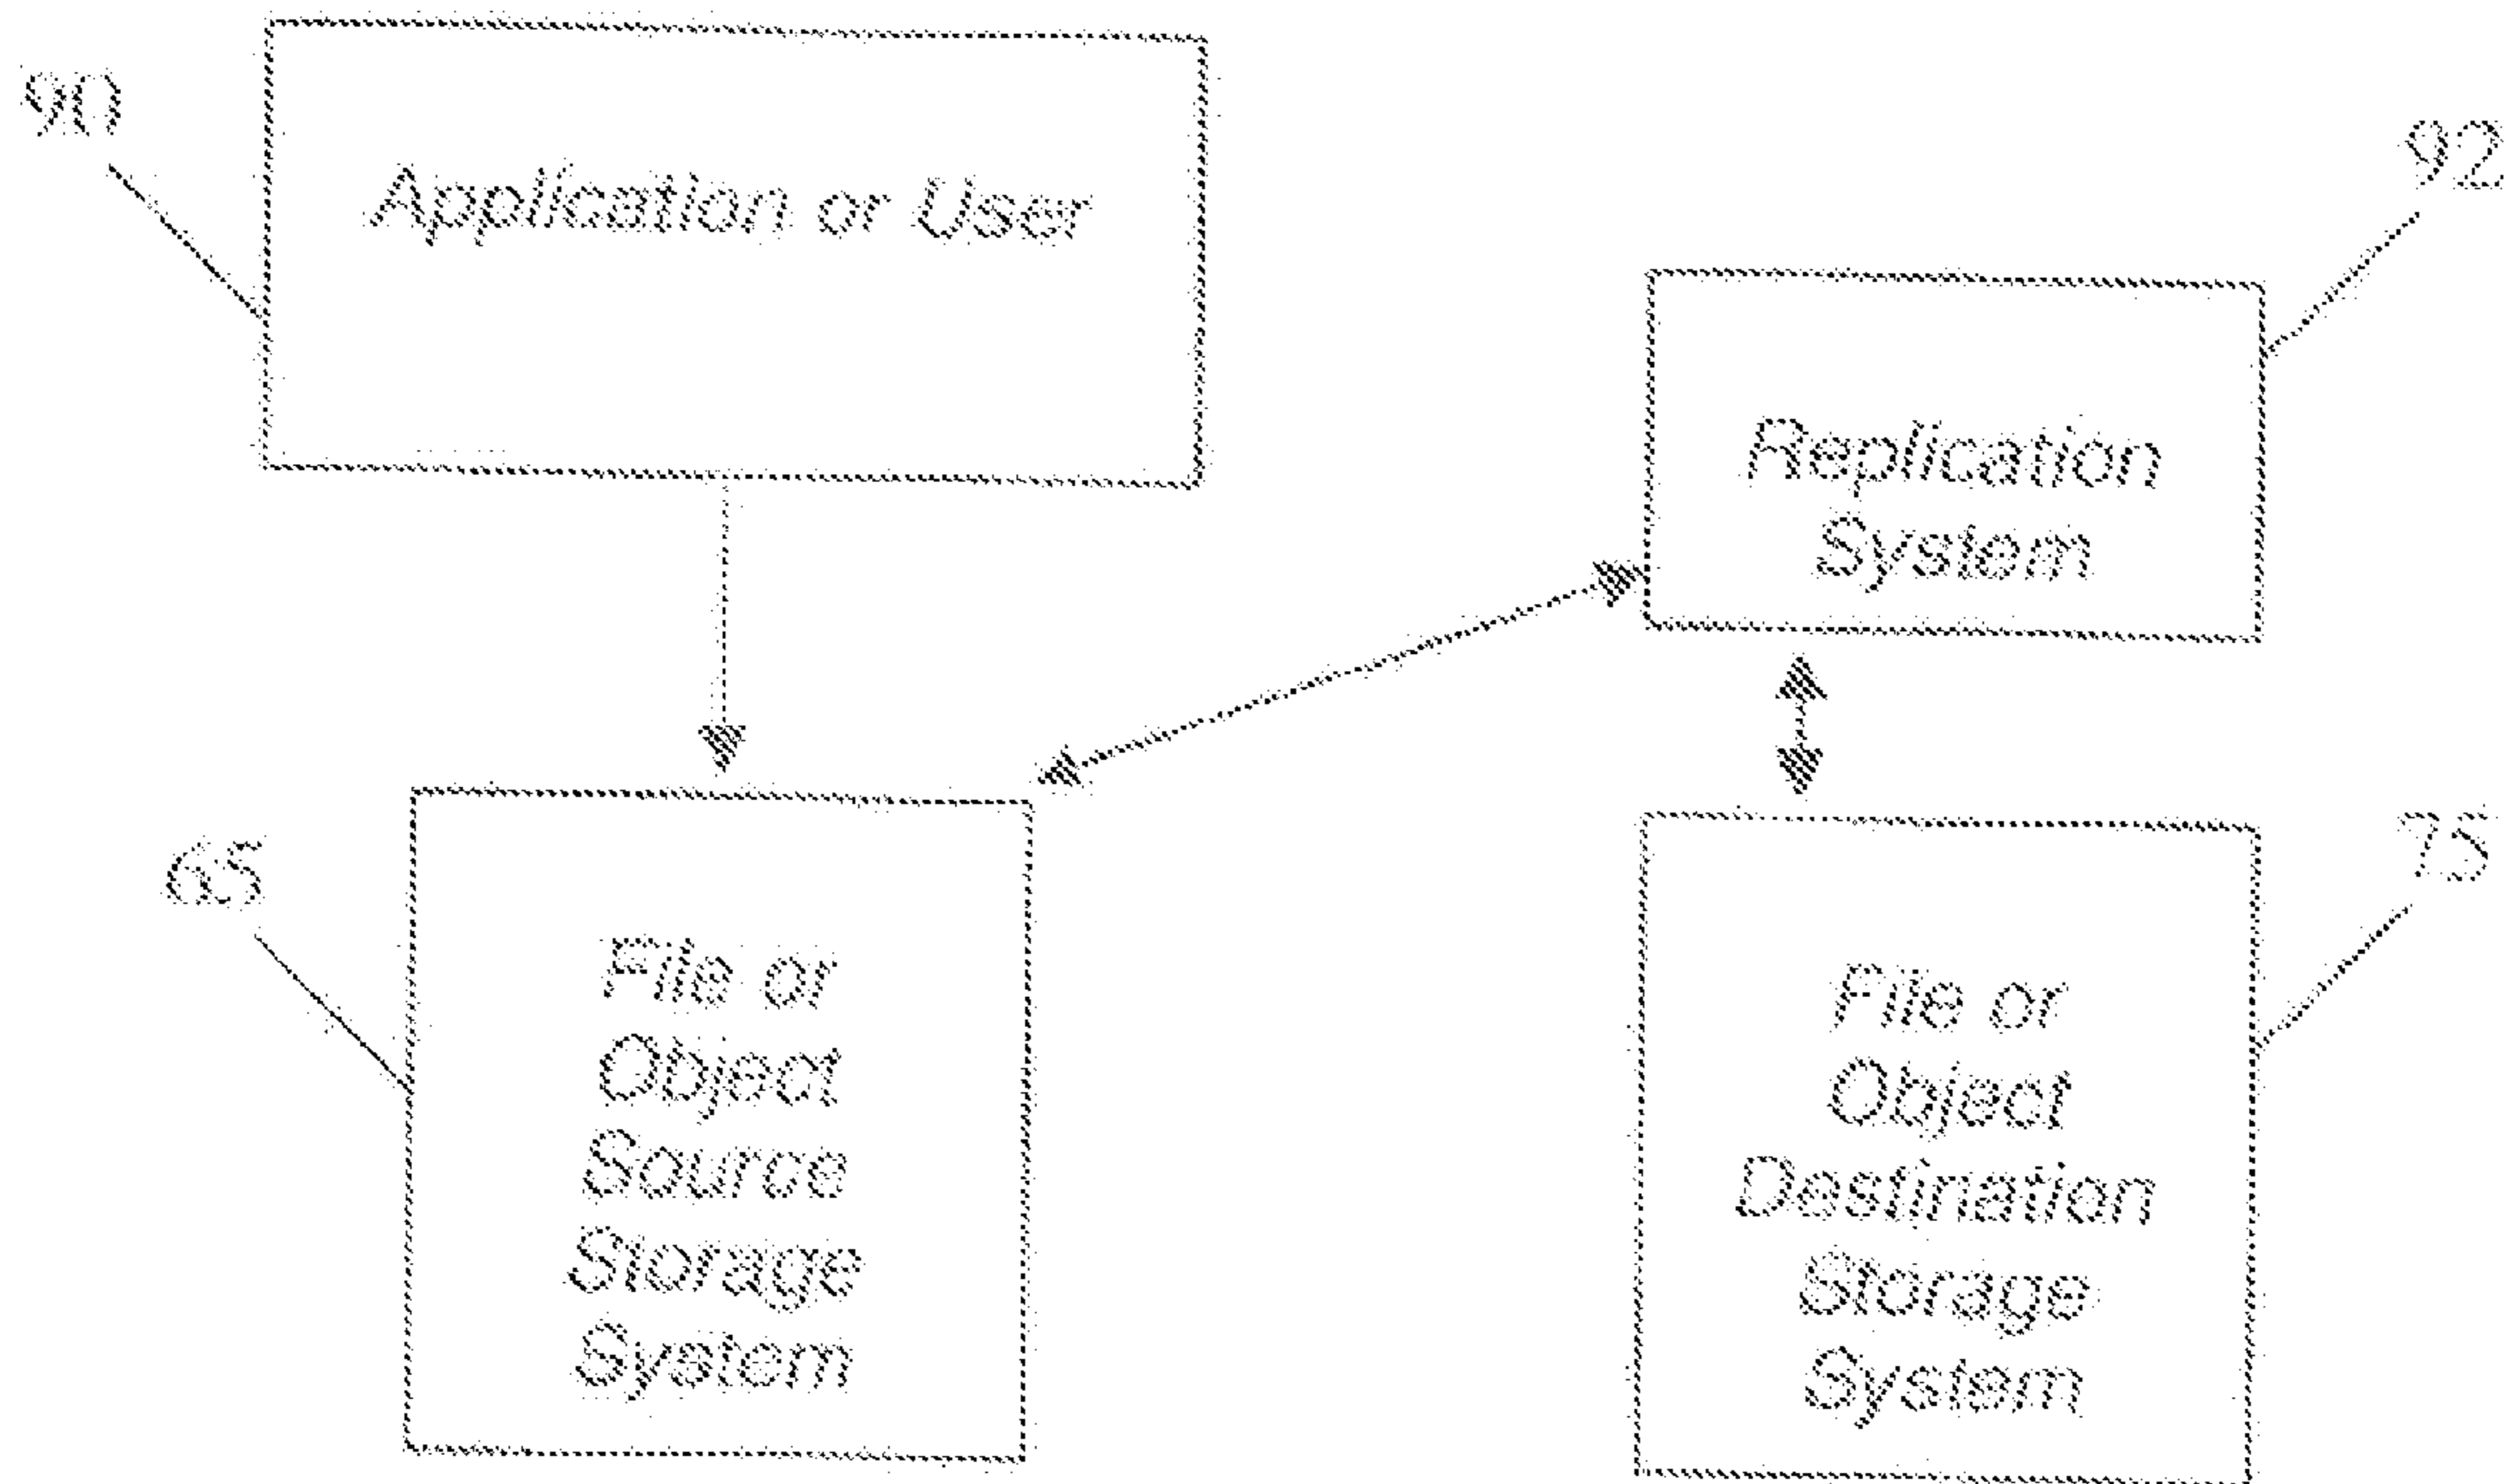 90
Application or User
92
Replication
System
65
File or
Object
Source
Storage
System
75
File or
Object
Destination
Storage
System